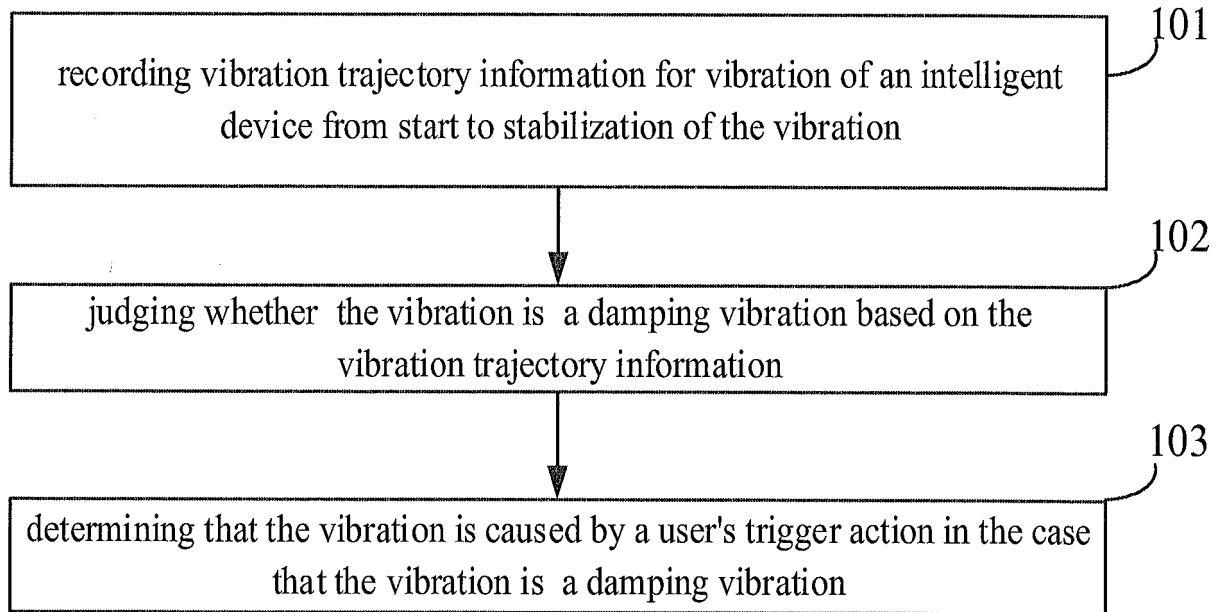 101
recording vibration trajectory information for vibration of an intelligent
device from start to stabilization of the vibration
102
judging whether the vibration is a damping vibration based on the
vibration trajectory information
103
determining that the vibration is caused by a user's trigger action in the case
that the vibration is a damping vibration